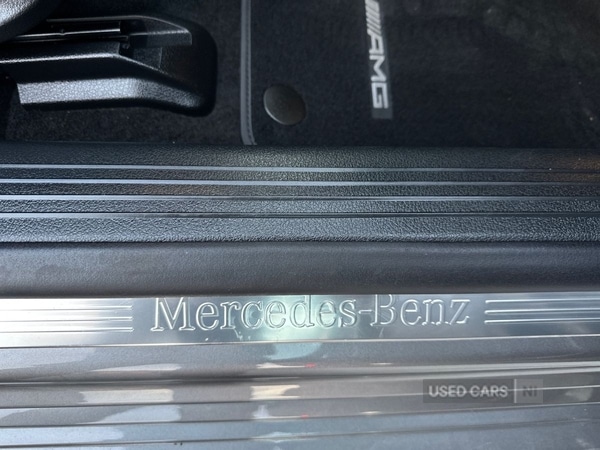 AMG
Mercedes-Benz
USED CARS NI